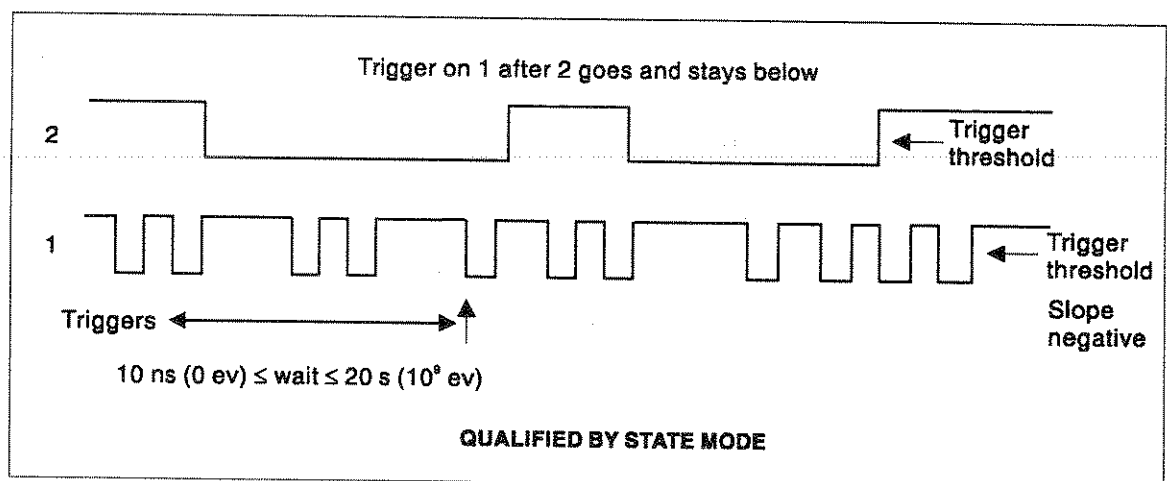 Trigger on 1 after 2 goes and stays below
2
Trigger
threshold
1
Trigger
threshold
Triggers
Slope
negative
10 ns (0 ev) ≤ wait ≤ 20 s (10⁹ ev)
QUALIFIED BY STATE MODE